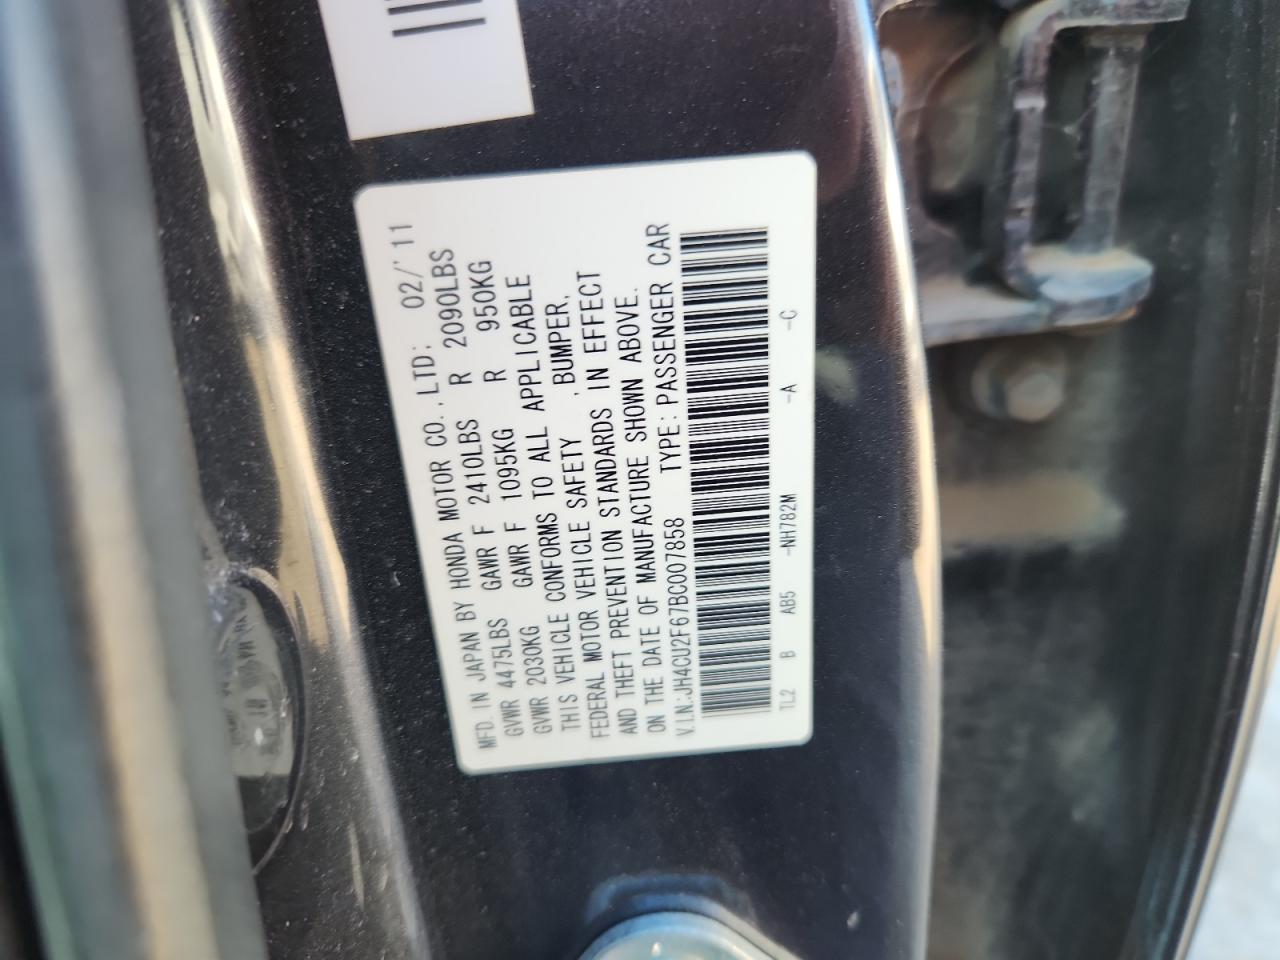 MFD. IN JAPAN BY HONDA MOTOR CO., LTD: 02/'11
GVWR 4475LBS GAWR F 2410LBS R 2090LBS
GVWR 2030KG GAWR F 1095KG R 950KG
THIS VEHICLE CONFORMS TO ALL APPLICABLE
FEDERAL MOTOR VEHICLE SAFETY ,BUMPER,
AND THEFT PREVENTION STANDARDS IN EFFECT
ON THE DATE OF MANUFACTURE SHOWN ABOVE.
V.I.N.:JH4CU2F67BC007858 TYPE:PASSENGER CAR
TL2 B AB5 -NH782M -A -C